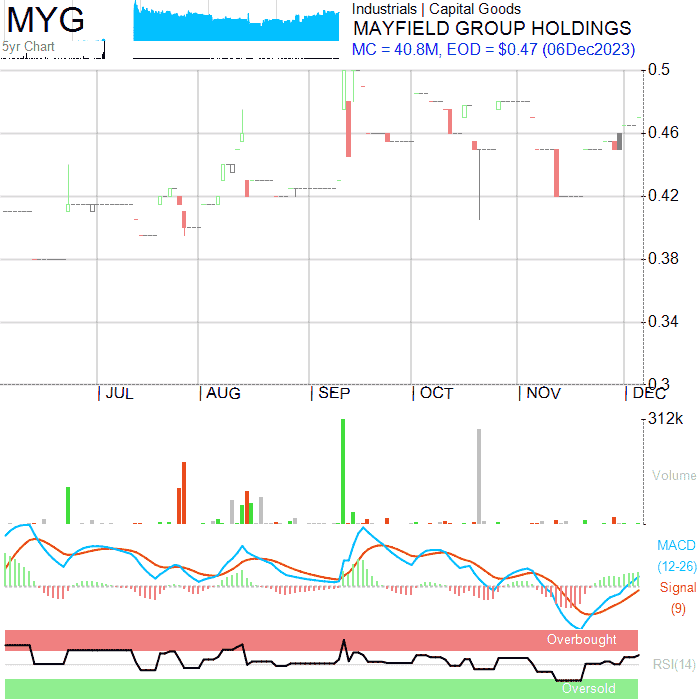 MYG
5yr Chart
Industrials | Capital Goods
MAYFIELD GROUP HOLDINGS
MC = 40.8M, EOD = $0.47 (06Dec2023)
0.5
0.46
0.42
0.38
0.34
0.3
JUL AUG SEP OCT NOV DEC
312k
Volume
MACD
(12-26)
Signal
(9)
Overbought
RSI(14)
Oversold